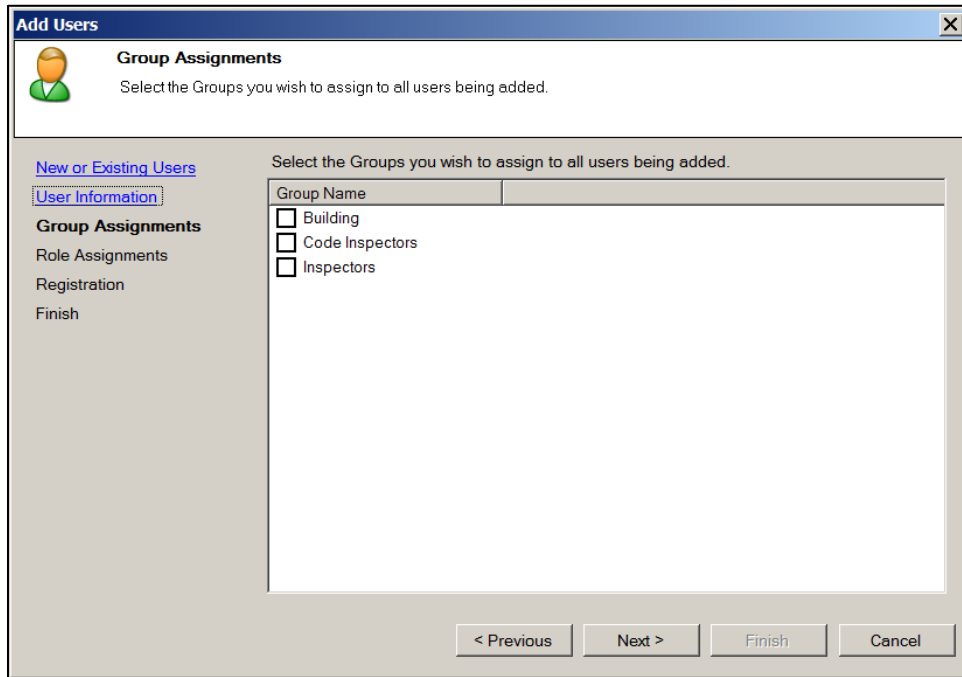 Add Users
Group Assignments
Select the Groups you wish to assign to all users being added.
New or Existing Users
User Information
Group Assignments
Role Assignments
Registration
Finish
Select the Groups you wish to assign to all users being added.
Group Name
Building
Code Inspectors
Inspectors
< Previous
Next >
Finish
Cancel